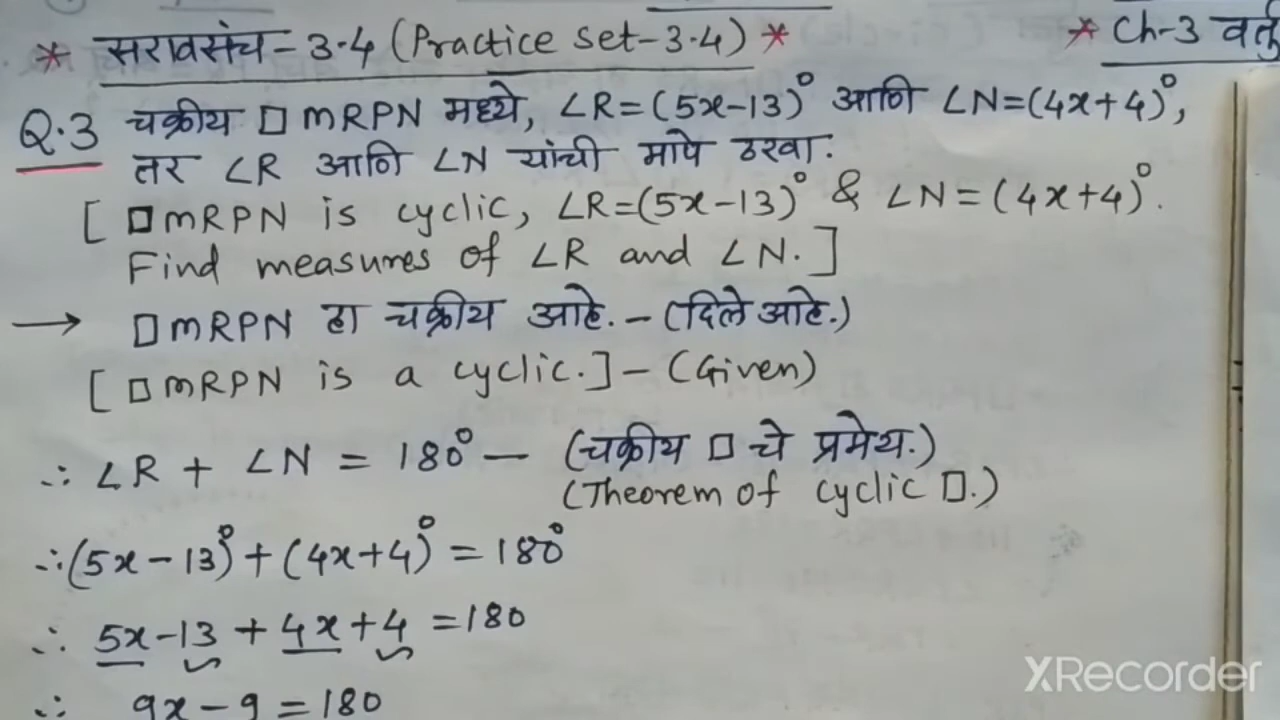 * सरावसंच - 3.4 (Practice set - 3.4) *
* Ch-3 वर्तु
Q.3 चक्रीय □ MRPN मध्ये, ∠R = (5x-13)° आणि ∠N = (4x+4)°,
तर ∠R आणि ∠N यांची मापे ठरवा.
[ □MRPN is cyclic, ∠R = (5x-13)° & ∠N = (4x+4)°.
Find measures of ∠R and ∠N. ]
→ □MRPN हा चक्रीय आहे. - (दिले आहे.)
[ □MRPN is a cyclic. ] - (Given)
∴ ∠R + ∠N = 180° - (चक्रीय □ चे प्रमेय.)
(Theorem of cyclic □.)
∴ (5x - 13)° + (4x+4)° = 180°
∴ 5x - 13 + 4x + 4 = 180
∴ 9x - 9 = 180
XRecorder